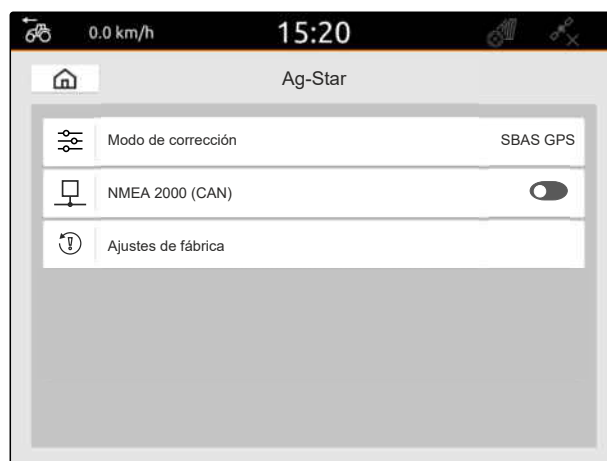 0.0 km/h
15:20
Ag-Star
Modo de corrección
SBAS GPS
NMEA 2000 (CAN)
Ajustes de fábrica